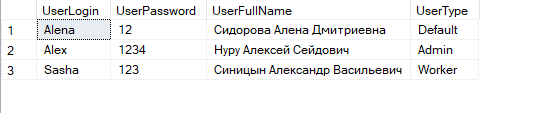 UserLogin UserPassword UserFullName UserType
1 Alena 12 Сидорова Алена Дмитриевна Default
2 Alex 1234 Нуру Алексей Сейдович Admin
3 Sasha 123 Синицын Александр Васильевич Worker